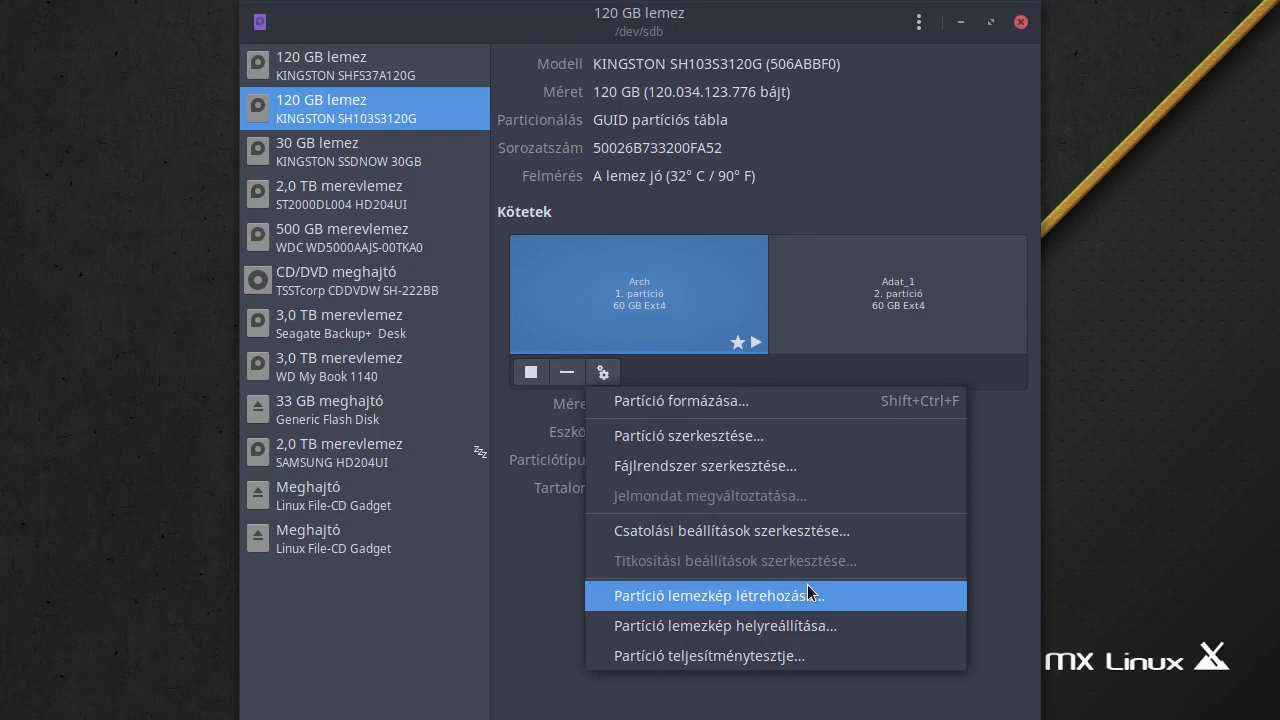 120 GB lemez
/dev/sdb
120 GB lemez
KINGSTON SHFS37A120G
120 GB lemez
KINGSTON SH103S3120G
30 GB lemez
KINGSTON SSDNOW 30GB
2,0 TB merevlemez
ST2000DL004 HD204UI
500 GB merevlemez
WDC WD5000AAJS-00TKA0
CD/DVD meghajtó
TSSTcorp CDDVDW SH-222BB
3,0 TB merevlemez
Seagate Backup+ Desk
3,0 TB merevlemez
WD My Book 1140
33 GB meghajtó
Generic Flash Disk
2,0 TB merevlemez
SAMSUNG HD204UI
zzz
Meghajtó
Linux File-CD Gadget
Meghajtó
Linux File-CD Gadget
Modell KINGSTON SH103S3120G (506ABBF0)
Méret 120 GB (120.034.123.776 bájt)
Particionálás GUID partíciós tábla
Sorozatszám 50026B733200FA52
Felmérés A lemez jó (32° C / 90° F)
Kötetek
Arch
1. partíció
60 GB Ext4
Adat_1
2. partíció
60 GB Ext4
Mére
Eszkö
Partíciótípu
Tartalom
Partíció formázása... Shift+Ctrl+F
Partíció szerkesztése...
Fájlrendszer szerkesztése...
Jelmondat megváltoztatása...
Csatolási beállítások szerkesztése...
Titkosítási beállítások szerkesztése...
Partíció lemezkép létrehozása...
Partíció lemezkép helyreállítása...
Partíció teljesítménytesztje...
MX Linux